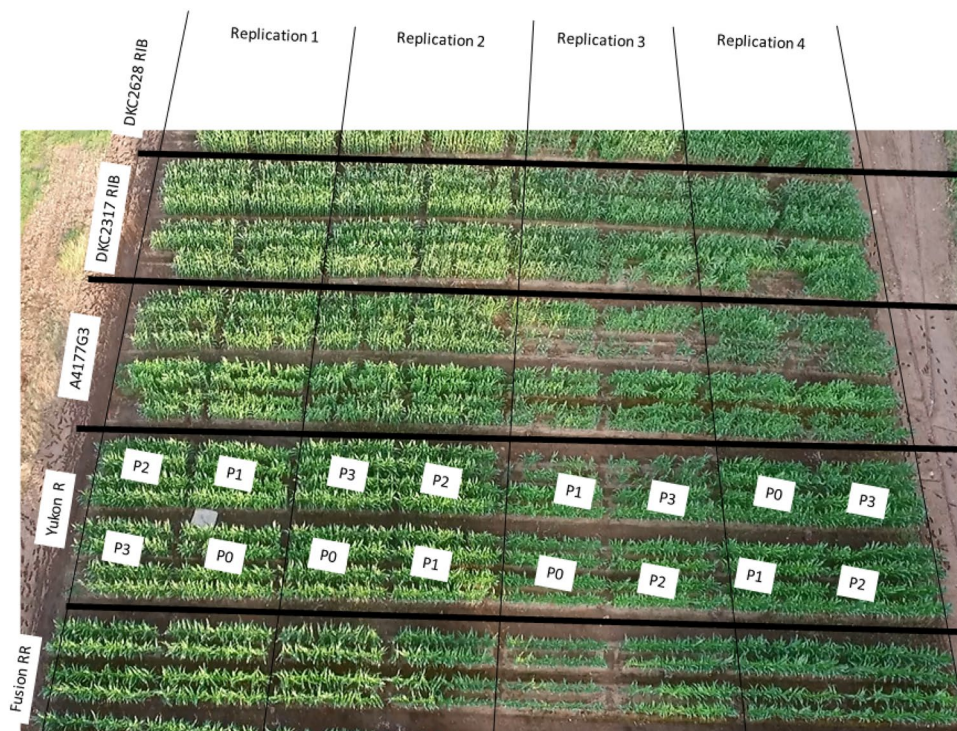 Replication 1
Replication 2
Replication 3
Replication 4
DKC2628 RIB
DKC2317 RIB
A4177G3
Yukon R
P2
P1
P3
P2
P1
P3
P0
P3
P3
P0
P0
P1
P0
P2
P1
P2
Fusion RR